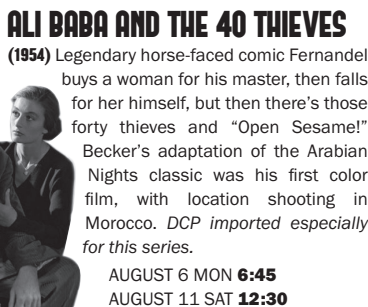 ALI BABA AND THE 40 THIEVES
(1954) Legendary horse-faced comic Fernandel
buys a woman for his master, then falls
for her himself, but then there's those
forty thieves and “Open Sesame!”
Becker's adaptation of the Arabian
Nights classic was his first color
film, with location shooting in
Morocco. DCP imported especially
for this series.
AUGUST 6 MON 6:45
AUGUST 11 SAT 12:30